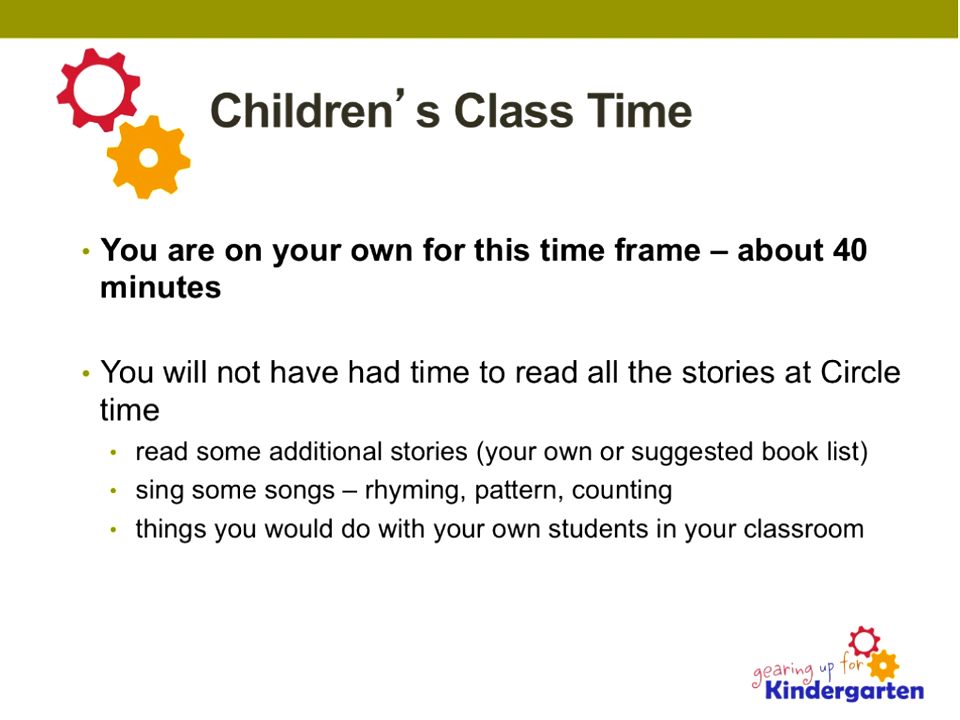 Children’s Class Time
• You are on your own for this time frame – about 40
minutes
• You will not have had time to read all the stories at Circle
time
• read some additional stories (your own or suggested book list)
• sing some songs – rhyming, pattern, counting
• things you would do with your own students in your classroom
gearing up for
Kindergarten